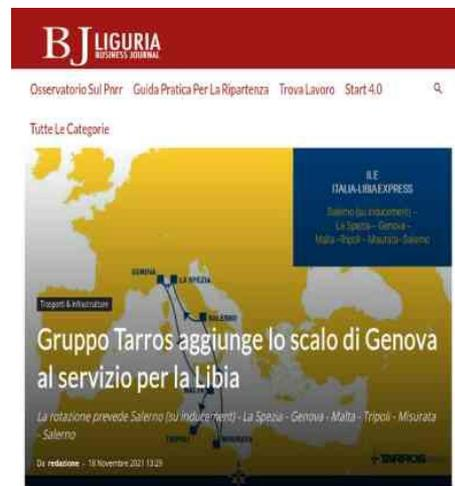 BJ LIGURIA
BUSINESS JOURNAL
Osservatorio Sul Pnrr Guida Pratica Per La Ripartenza Trova Lavoro Start 4.0
Tutte Le Categorie
ILE
ITALIA-LIBIA EXPRESS
Salerno (su inducement) –
La Spezia – Genova –
Malta – Tripoli – Misurata – Salerno
GENOVA
LA SPEZIA
SALERNO
MALTA
TRIPOLI
MISURATA
Trasporti & Infrastrutture
Gruppo Tarros aggiunge lo scalo di Genova
al servizio per la Libia
La rotazione prevede Salerno (su inducement) - La Spezia - Genova - Malta - Tripoli - Misurata
- Salerno
Da redazione - 18 Novembre 2021 13:29
TARROS